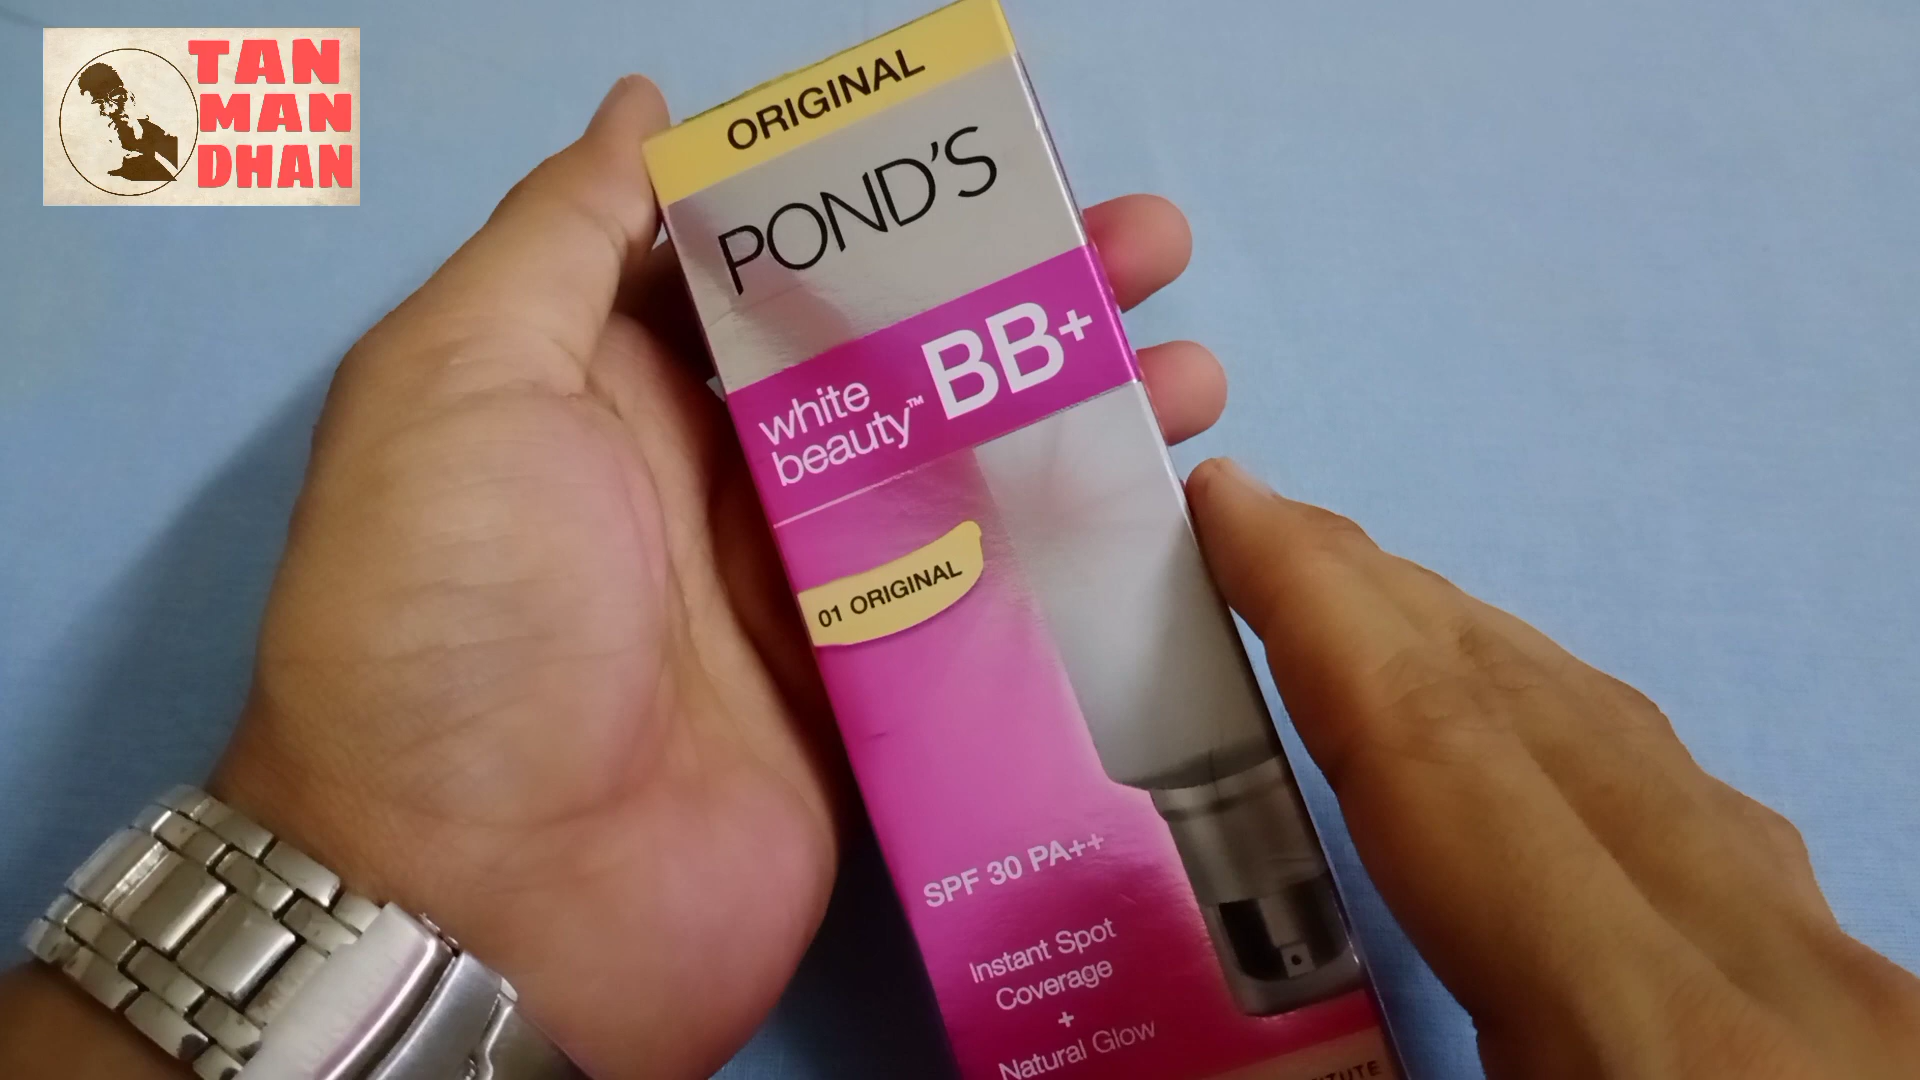 TAN
MAN
DHAN
ORIGINAL
POND'S
white
beauty™ BB+
01 ORIGINAL
SPF 30 PA++
Instant Spot
Coverage
+
Natural Glow